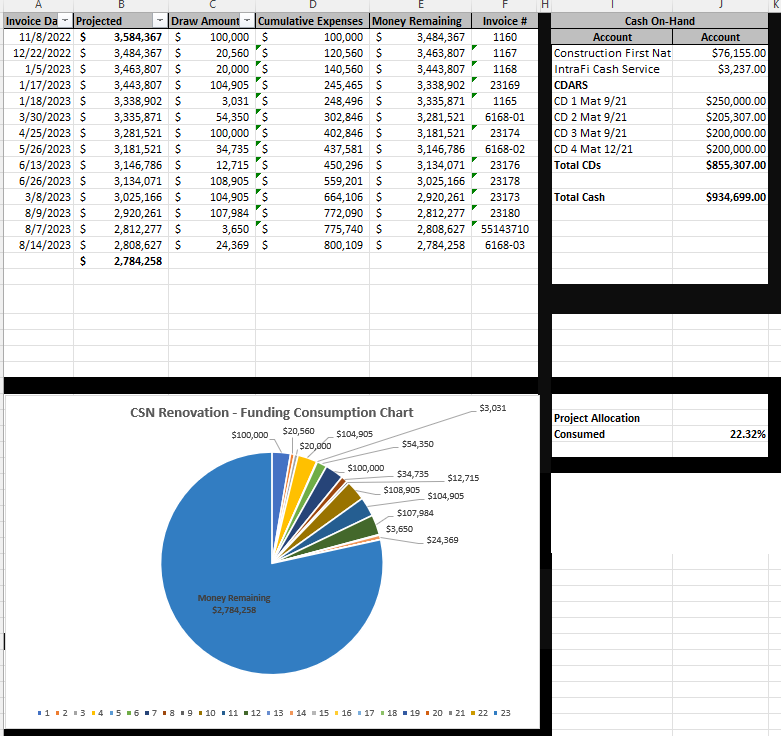 A B C D E F H I J K
Invoice Da Projected Draw Amount Cumulative Expenses Money Remaining Invoice # Cash On-Hand
11/8/2022 $ 3,584,367 $ 100,000 $ 100,000 $ 3,484,367 1160 Account Account
12/22/2022 $ 3,484,367 $ 20,560 $ 120,560 $ 3,463,807 1167 Construction First Nat $76,155.00
1/5/2023 $ 3,463,807 $ 20,000 $ 140,560 $ 3,443,807 1168 IntraFi Cash Service $3,237.00
1/17/2023 $ 3,443,807 $ 104,905 $ 245,465 $ 3,338,902 23169 CDARS
1/18/2023 $ 3,338,902 $ 3,031 $ 248,496 $ 3,335,871 1165 CD 1 Mat 9/21 $250,000.00
3/30/2023 $ 3,335,871 $ 54,350 $ 302,846 $ 3,281,521 6168-01 CD 2 Mat 9/21 $205,307.00
4/25/2023 $ 3,281,521 $ 100,000 $ 402,846 $ 3,181,521 23174 CD 3 Mat 9/21 $200,000.00
5/26/2023 $ 3,181,521 $ 34,735 $ 437,581 $ 3,146,786 6168-02 CD 4 Mat 12/21 $200,000.00
6/13/2023 $ 3,146,786 $ 12,715 $ 450,296 $ 3,134,071 23176 Total CDs $855,307.00
6/26/2023 $ 3,134,071 $ 108,905 $ 559,201 $ 3,025,166 23178
3/8/2023 $ 3,025,166 $ 104,905 $ 664,106 $ 2,920,261 23173 Total Cash $934,699.00
8/9/2023 $ 2,920,261 $ 107,984 $ 772,090 $ 2,812,277 23180
8/7/2023 $ 2,812,277 $ 3,650 $ 775,740 $ 2,808,627 55143710
8/14/2023 $ 2,808,627 $ 24,369 $ 800,109 $ 2,784,258 6168-03
$ 2,784,258
CSN Renovation - Funding Consumption Chart
$3,031
$100,000 $20,560 $104,905
$20,000 $54,350
$100,000
$34,735 $12,715
$108,905 $104,905
$107,984
$3,650
$24,369
Money Remaining
$2,784,258
1 2 3 4 5 6 7 8 9 10 11 12 13 14 15 16 17 18 19 20 21 22 23
Project Allocation
Consumed 22.32%